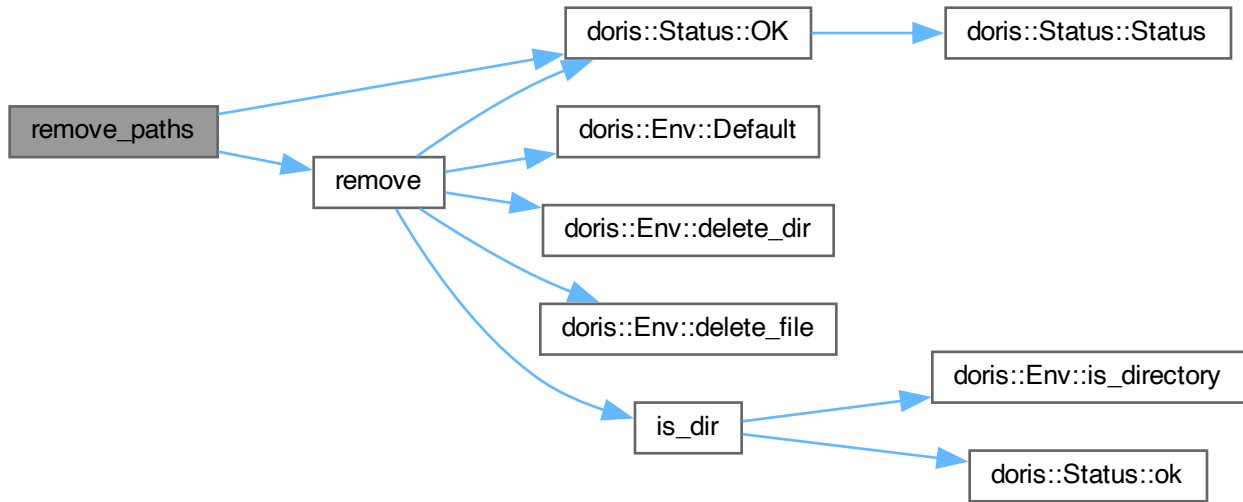 doris::Status::OK
doris::Status::Status
remove_paths
doris::Env::Default
remove
doris::Env::delete_dir
doris::Env::delete_file
doris::Env::is_directory
is_dir
doris::Status::ok